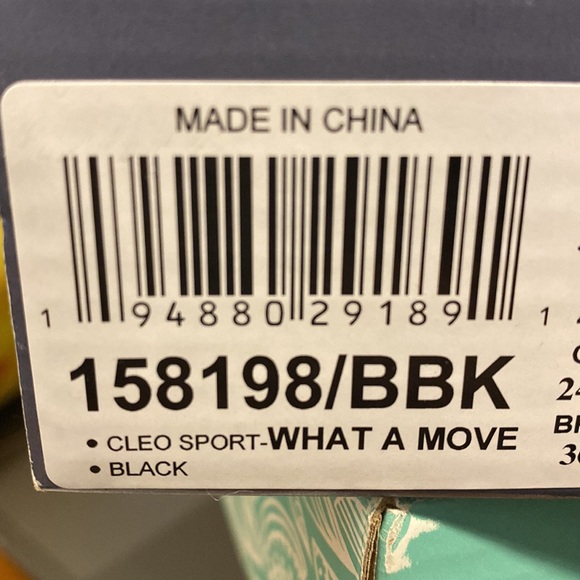 MADE IN CHINA
1 94880 29189 1
158198/BBK
• CLEO SPORT-WHAT A MOVE
• BLACK